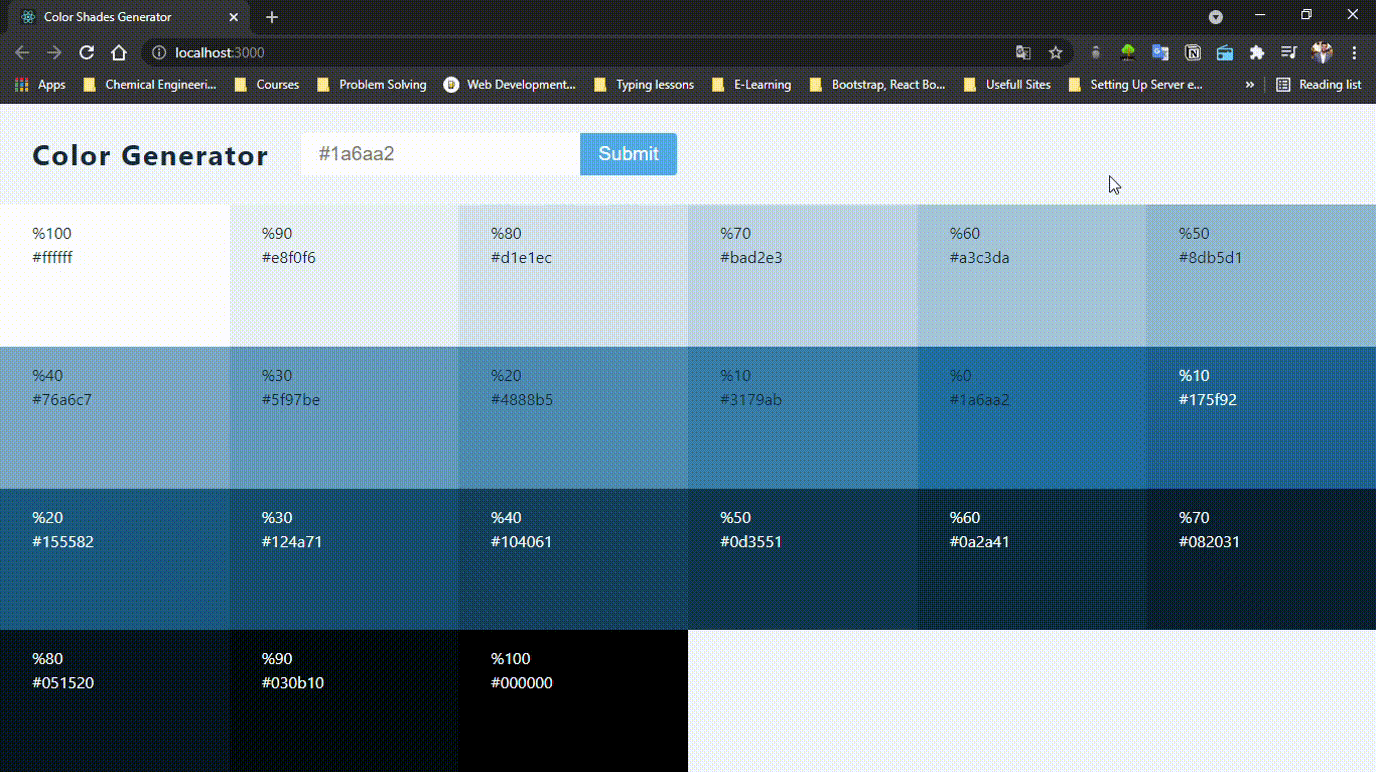 Color Shades Generator
localhost:3000
Apps
Chemical Engineeri...
Courses
Problem Solving
Web Development...
Typing lessons
E-Learning
Bootstrap, React Bo...
Usefull Sites
Setting Up Server e...
»
Reading list
Color Generator
#1a6aa2
Submit
%100
#ffffff
%90
#e8f0f6
%80
#d1e1ec
%70
#bad2e3
%60
#a3c3da
%50
#8db5d1
%40
#76a6c7
%30
#5f97be
%20
#4888b5
%10
#3179ab
%0
#1a6aa2
%10
#175f92
%20
#155582
%30
#124a71
%40
#104061
%50
#0d3551
%60
#0a2a41
%70
#082031
%80
#051520
%90
#030b10
%100
#000000